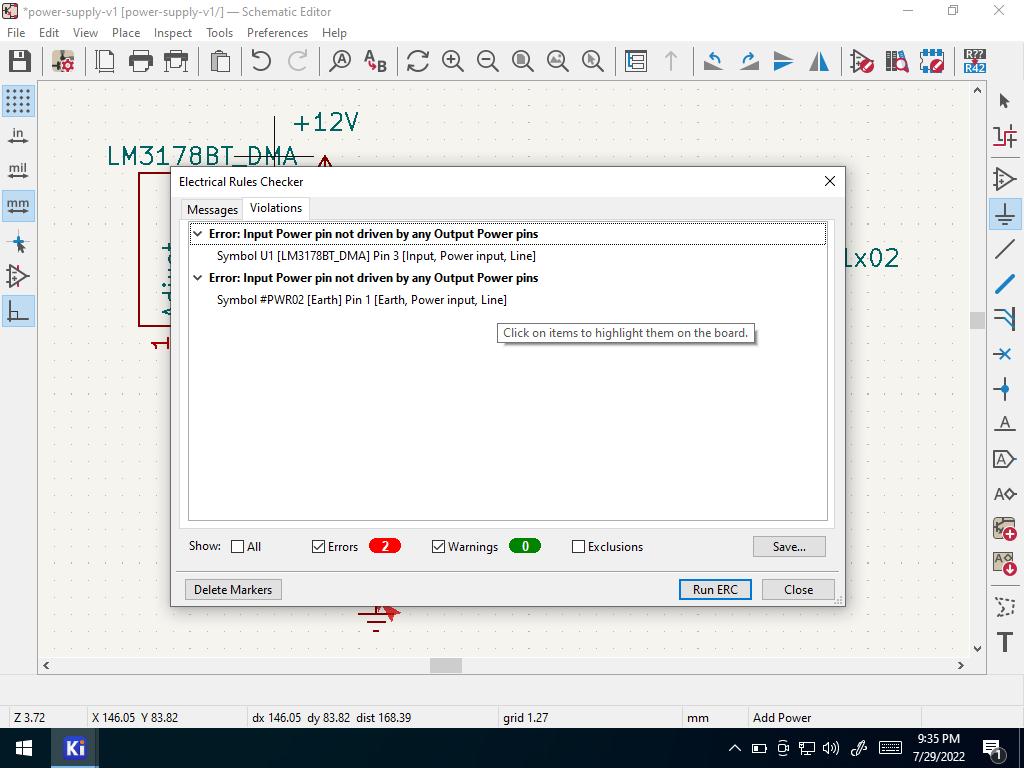 *power-supply-v1 [power-supply-v1/] — Schematic Editor
File Edit View Place Inspect Tools Preferences Help
A
A B
R??
R42
in
mil
mm
+12V
LM3178BT_DMA
1x02
1
Electrical Rules Checker
Messages Violations
Error: Input Power pin not driven by any Output Power pins
Symbol U1 [LM3178BT_DMA] Pin 3 [Input, Power input, Line]
Error: Input Power pin not driven by any Output Power pins
Symbol #PWR02 [Earth] Pin 1 [Earth, Power input, Line]
Click on items to highlight them on the board.
Show: All Errors 2 Warnings 0 Exclusions Save...
Delete Markers Run ERC Close
A
A
A
A
T
Z 3.72 X 146.05 Y 83.82 dx 146.05 dy 83.82 dist 168.39 grid 1.27 mm Add Power
Ki
9:35 PM
7/29/2022
1